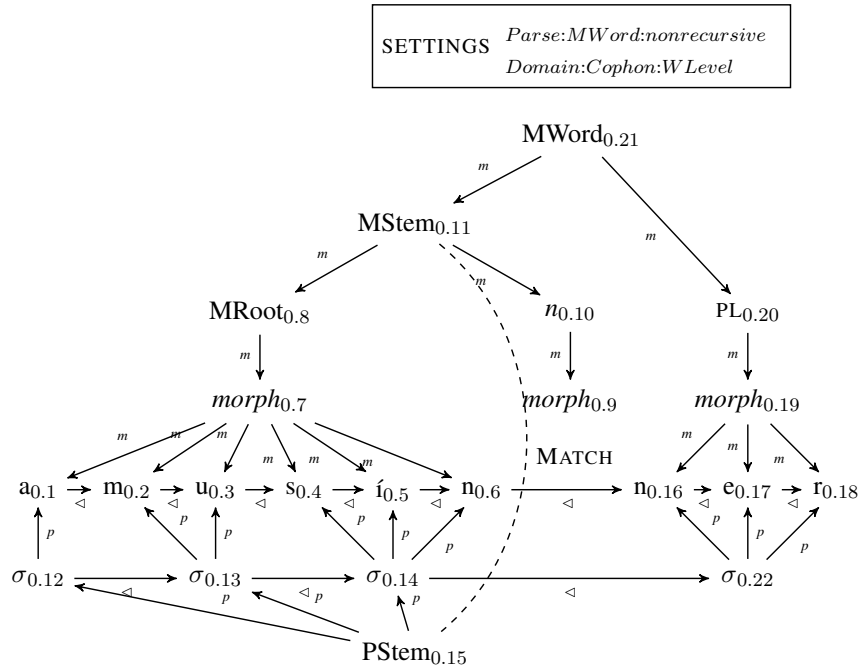 SETTINGS
Parse:MWord:nonrecursive
Domain:Cophon:WLevel
MWord0.21
m
MStem0.11
m m m
MRoot0.8 n0.10 PL0.20
m m m
morph0.7 morph0.9 morph0.19
m m m m m m m m m
MATCH
a0.1 m0.2 u0.3 s0.4 í0.5 n0.6 n0.16 e0.17 r0.18
◁ ◁ ◁ ◁ ◁ ◁ ◁ ◁
p p p p p p p p p
σ0.12 σ0.13 σ0.14 σ0.22
◁ ◁ ◁
p p p
PStem0.15